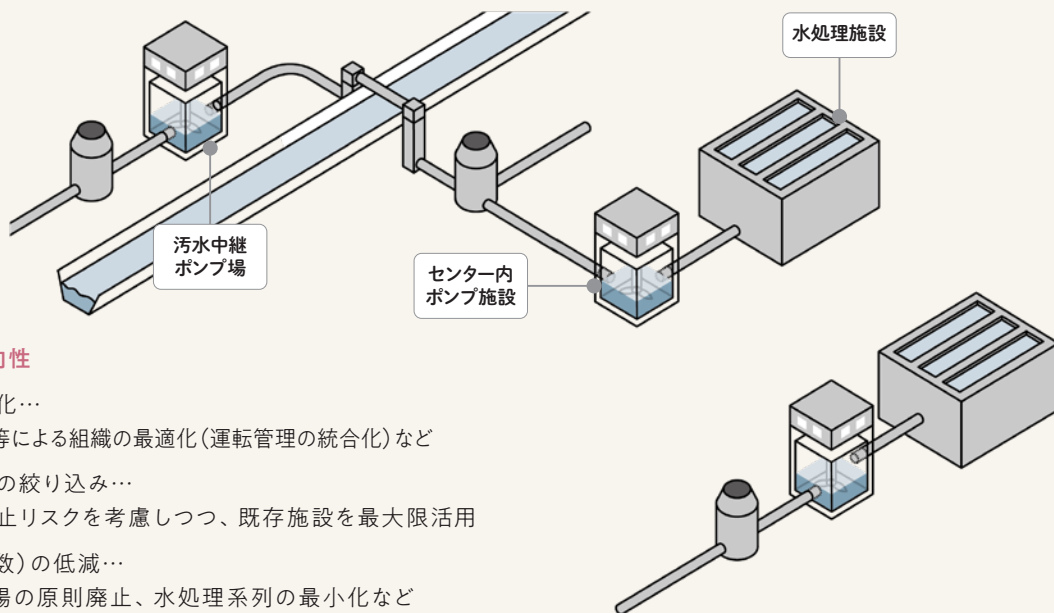 水処理施設
汚水中継
ポンプ場
センター内
ポンプ施設
向性
化…
等による組織の最適化（運転管理の統合化）など
の絞り込み…
止リスクを考慮しつつ、既存施設を最大限活用
数）の低減…
場の原則廃止、水処理系列の最小化など